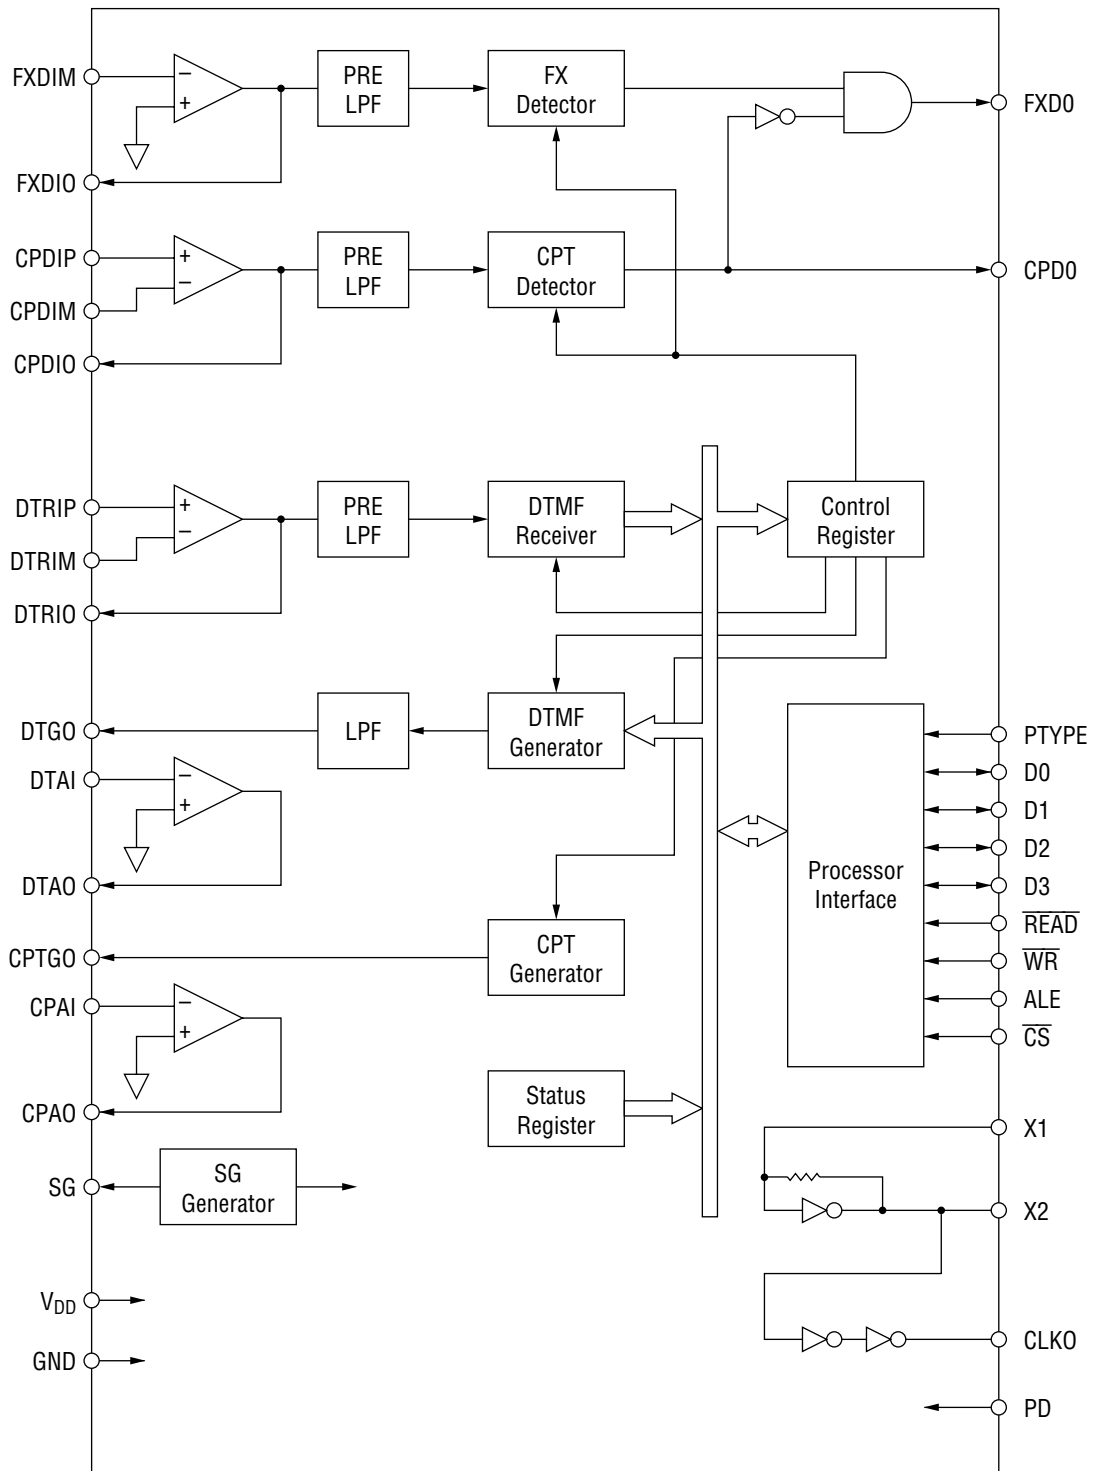 FXDIM
PRE
LPF
FX
Detector
FXD0
FXDIO
CPDIP
CPDIM
PRE
LPF
CPT
Detector
CPD0
CPDIO
DTRIP
DTRIM
PRE
LPF
DTMF
Receiver
Control
Register
DTRIO
DTGO
LPF
DTMF
Generator
DTAI
DTAO
Processor
Interface
PTYPE
D0
D1
D2
D3
READ
WR
ALE
CS
CPTGO
CPT
Generator
CPAI
CPAO
Status
Register
SG
SG
Generator
X1
X2
VDD
GND
CLKO
PD
− +
+ −
+ −
− +
− +